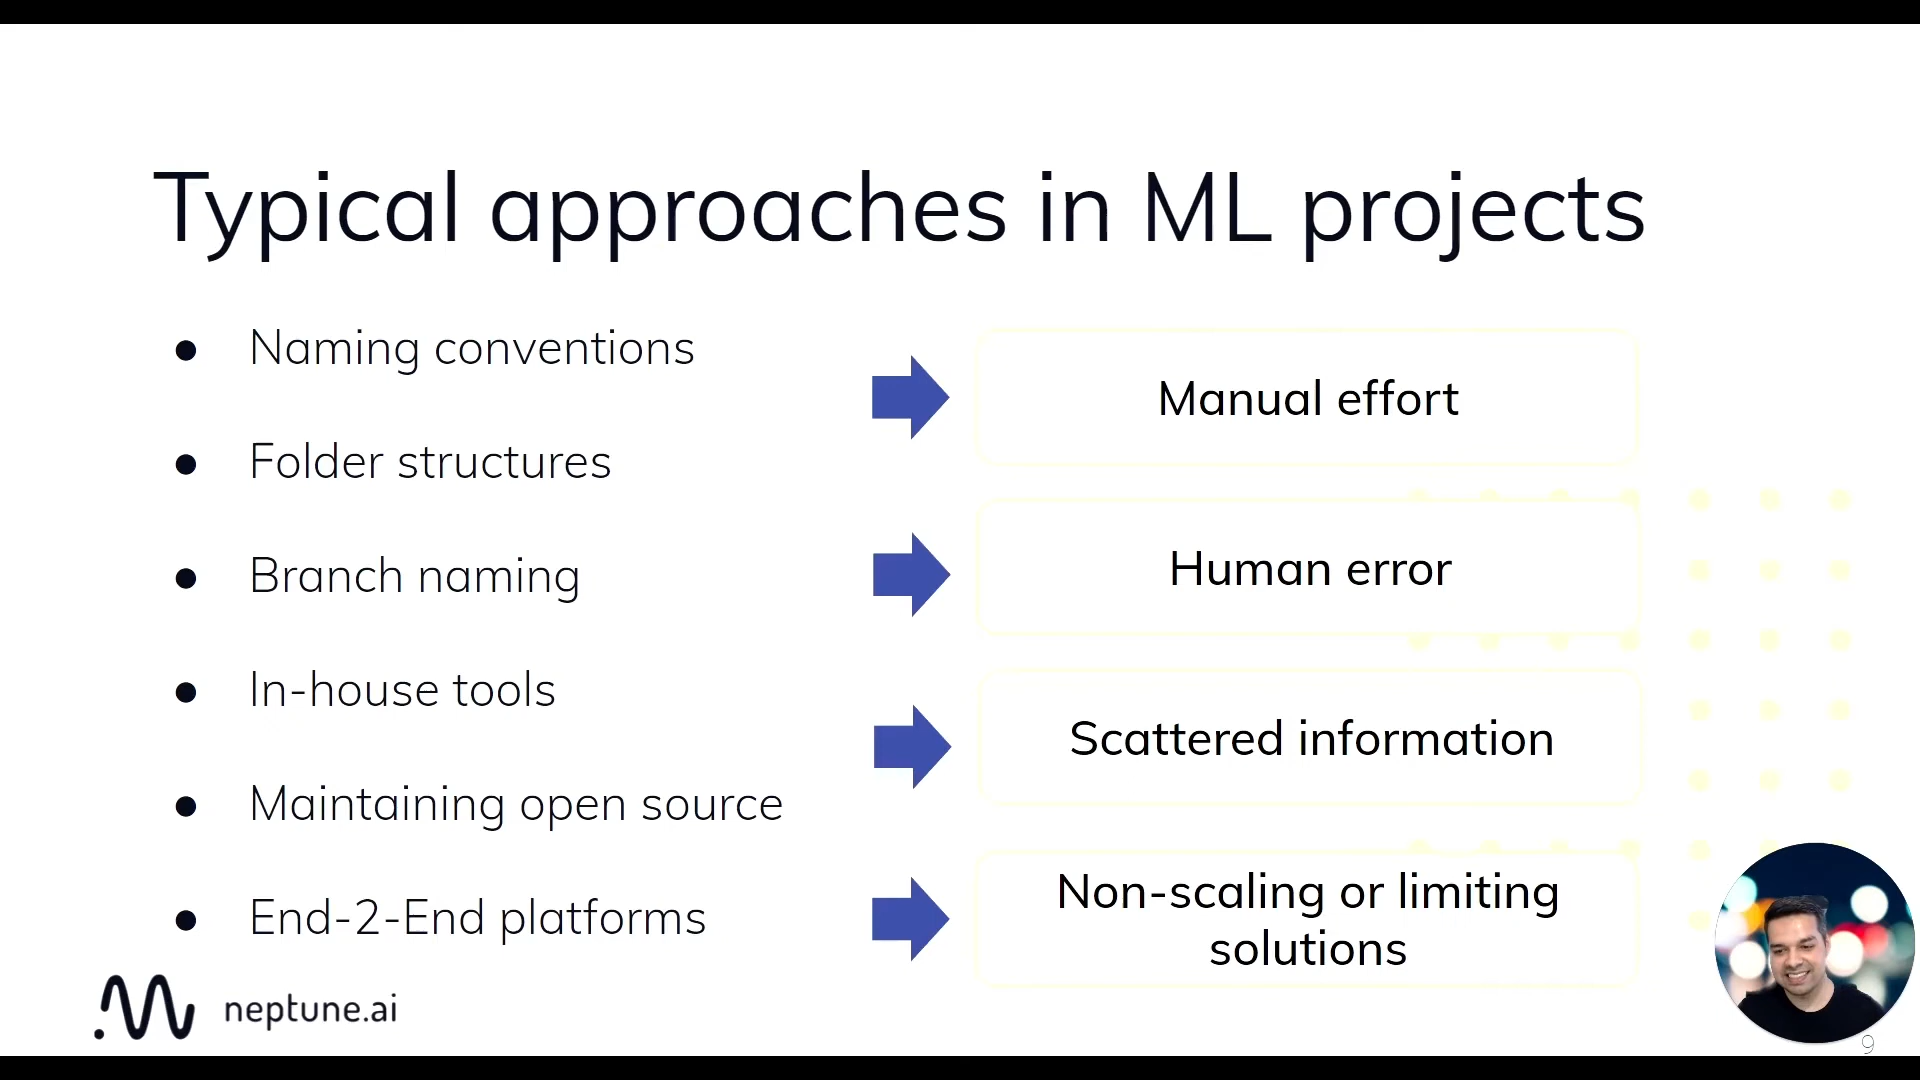 Typical approaches in ML projects
● Naming conventions
● Folder structures
● Branch naming
● In-house tools
● Maintaining open source
● End-2-End platforms
Manual effort
Human error
Scattered information
Non-scaling or limiting
solutions
neptune.ai
9